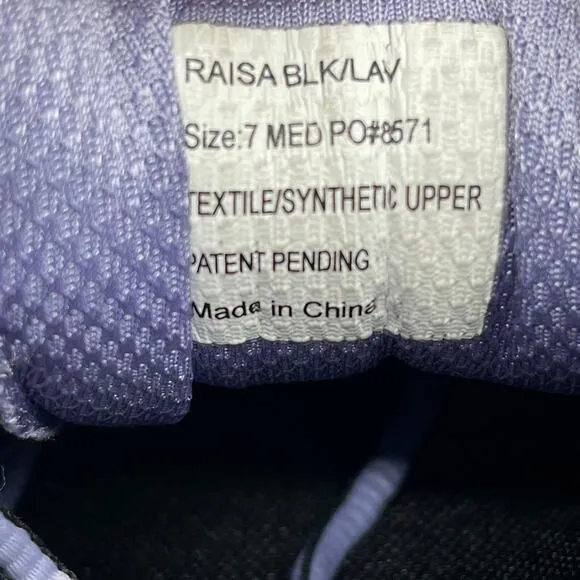 RAISA BLK/LAV
Size:7 MED PO#8571
TEXTILE/SYNTHETIC UPPER
PATENT PENDING
Made in China